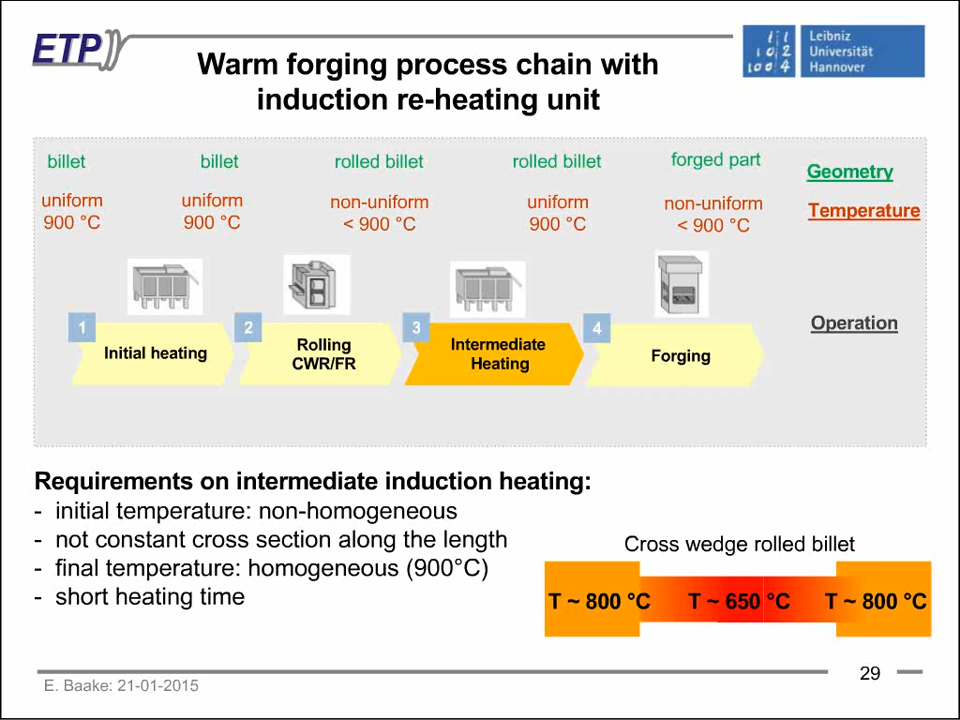 ETP
Leibniz
Universität
Hannover
Warm forging process chain with
induction re-heating unit
billet billet rolled billet rolled billet forged part Geometry
uniform uniform non-uniform uniform non-uniform Temperature
900 °C 900 °C < 900 °C 900 °C < 900 °C
1 2 3 4 Operation
Initial heating
Rolling
CWR/FR
Intermediate
Heating
Forging
Requirements on intermediate induction heating:
- initial temperature: non-homogeneous
- not constant cross section along the length
- final temperature: homogeneous (900°C)
- short heating time
Cross wedge rolled billet
T ~ 800 °C T ~ 650 °C T ~ 800 °C
E. Baake: 21-01-2015
29